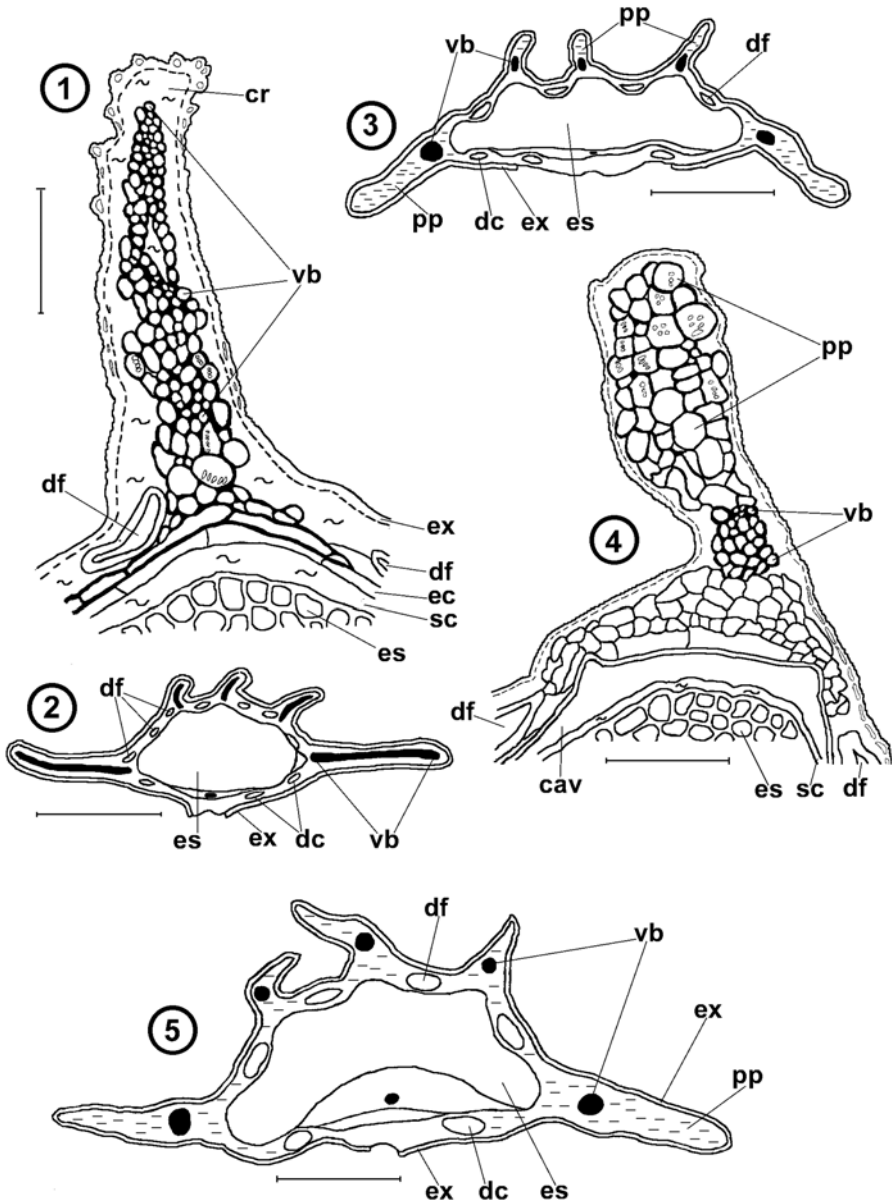 1
cr
vb
df
ex
df
ec
sc
es
3
vb
pp
df
pp
dc
ex
es
4
pp
vb
df
cav
es
sc
df
2
df
es
ex
dc
vb
5
df
vb
ex
pp
ex
dc
es